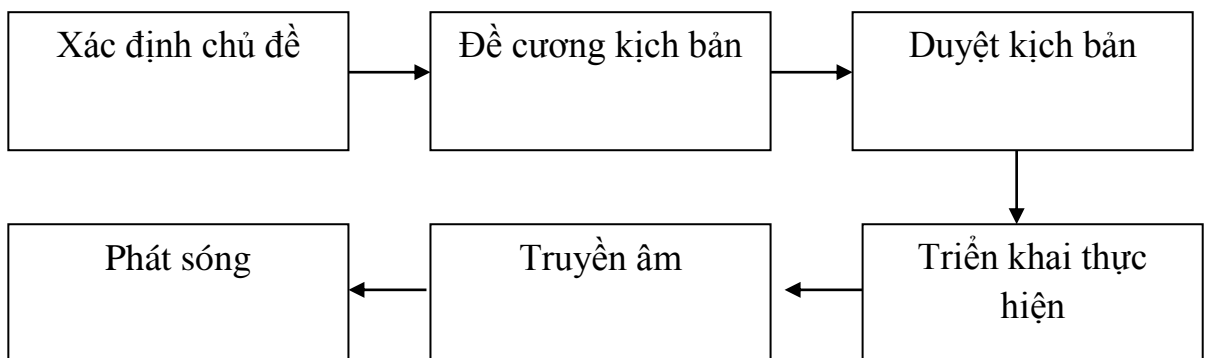 Xác định chủ đề
Đề cương kịch bản
Duyệt kịch bản
Phát sóng
Truyền âm
Triển khai thực
hiện